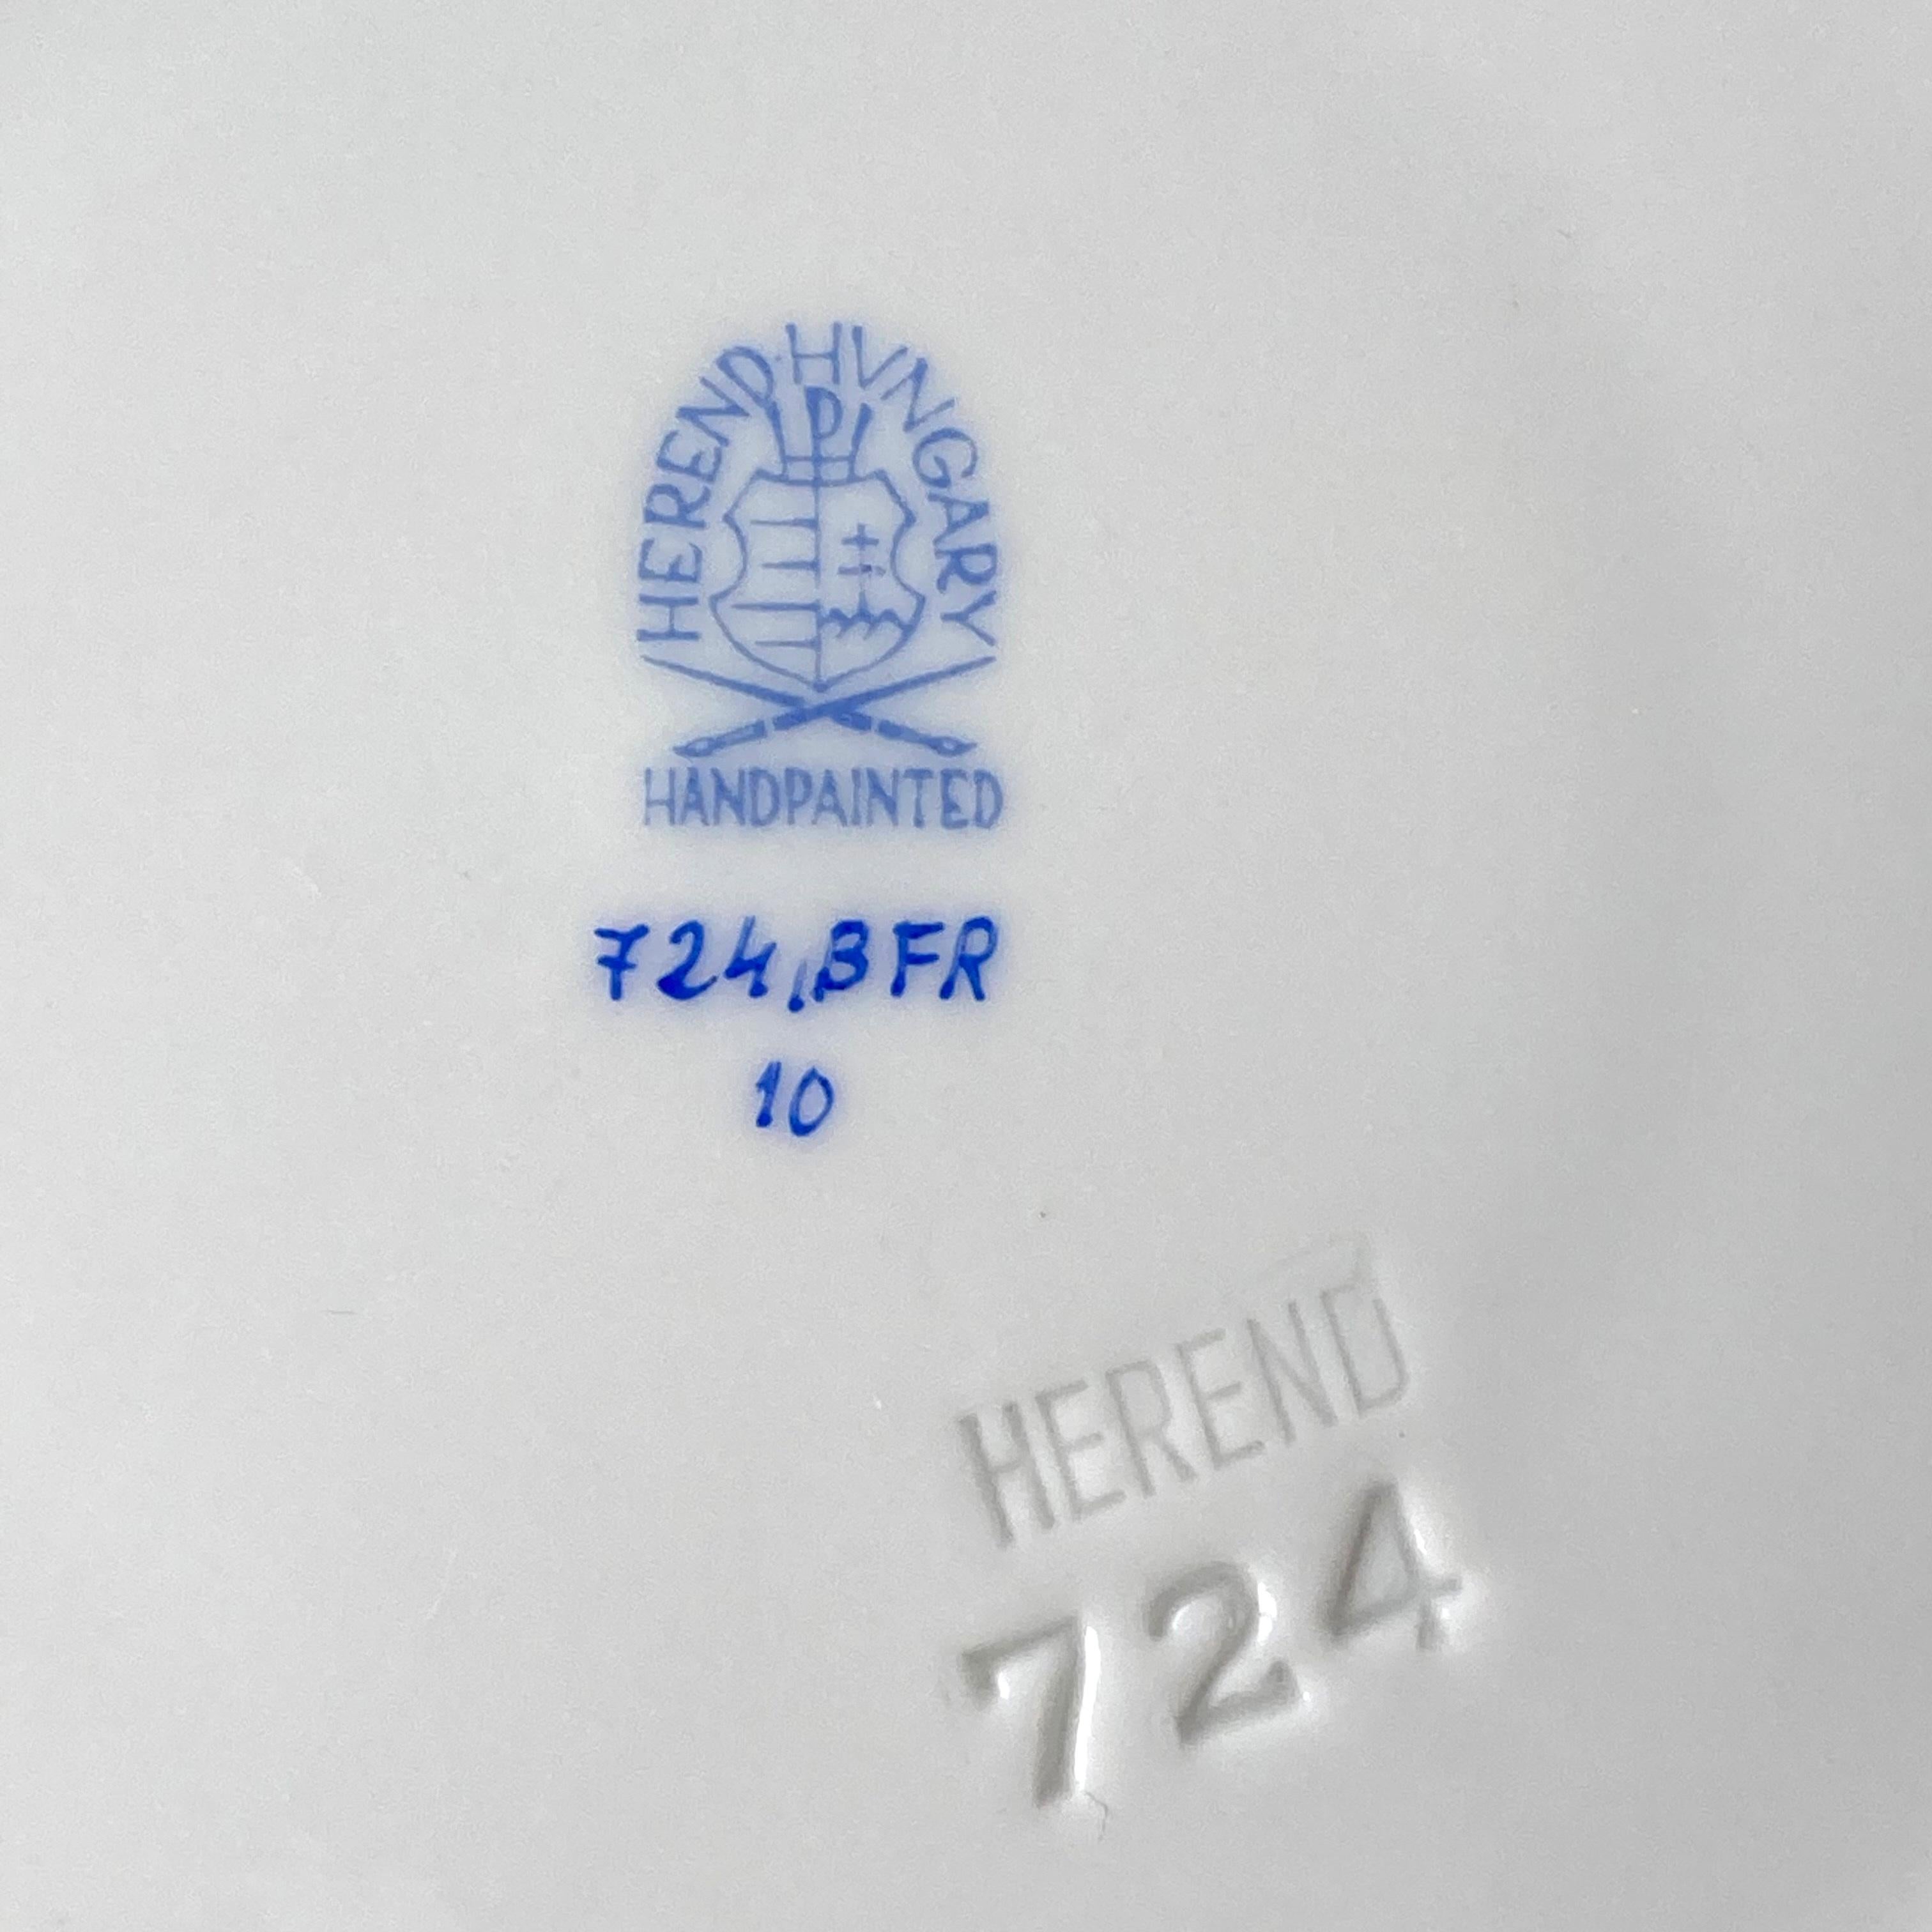 HEREND HVNGARY
HANDPAINTED
724, BFR
10
HEREND
724